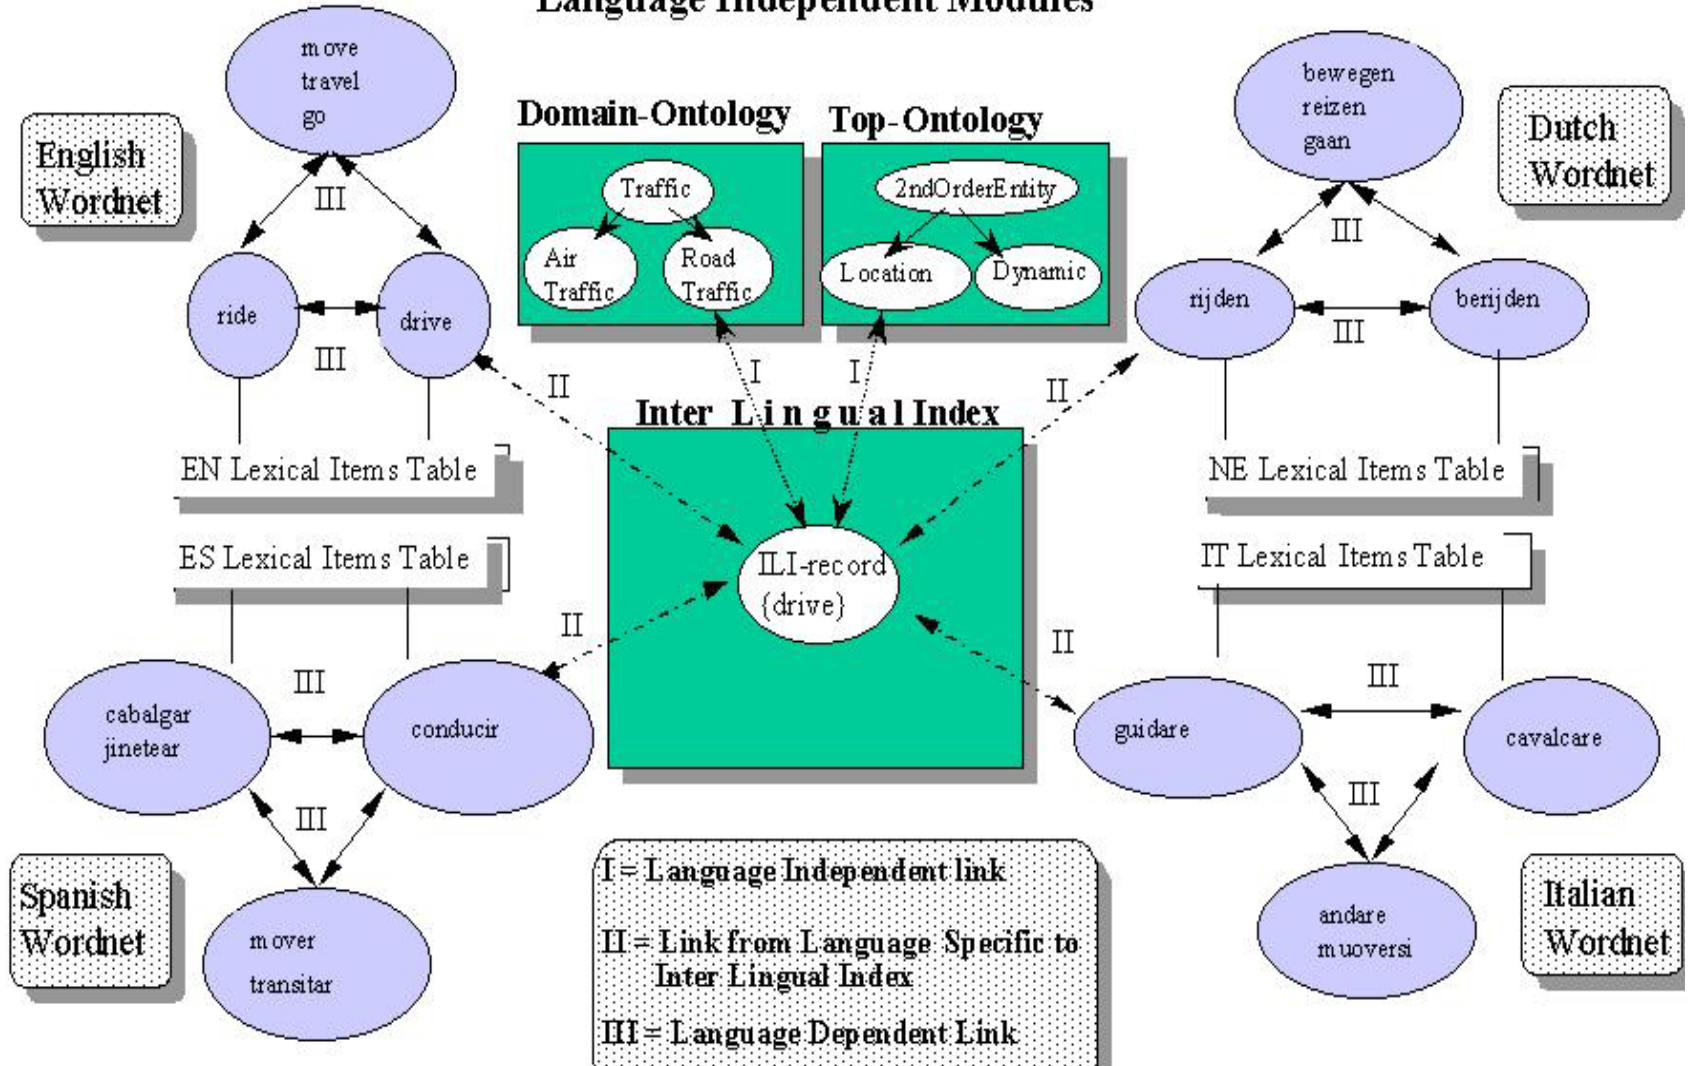 Language Independent Modules
move
travel
go
English
Wordnet
III
ride
drive
III
EN Lexical Items Table
Domain-Ontology
Traffic
Air
Traffic
Road
Traffic
Top-Ontology
2ndOrderEntity
Location
Dynamic
bewegen
reizen
gaan
Dutch
Wordnet
III
rijden
berijden
III
NE Lexical Items Table
II
I
I
II
Inter Lingual Index
ILI-record
{drive}
II
II
ES Lexical Items Table
III
cabalgar
jinetear
conducir
III
Spanish
Wordnet
mover
transitar
IT Lexical Items Table
III
guidare
cavalcare
III
andare
muoversi
Italian
Wordnet
I = Language Independent link
II = Link from Language Specific to
Inter Lingual Index
III = Language Dependent Link